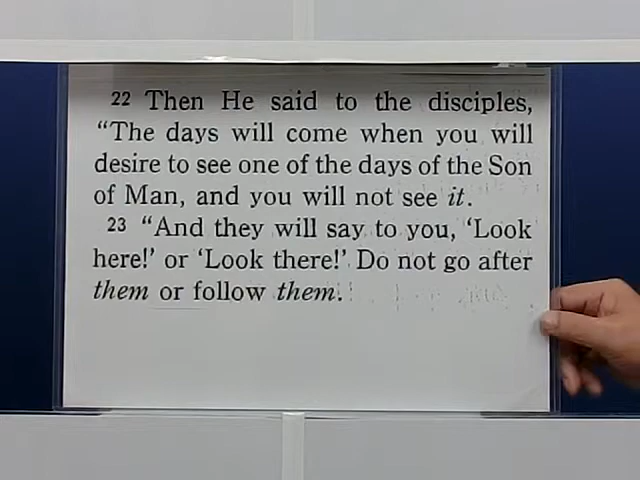 22 Then He said to the disciples,
“The days will come when you will
desire to see one of the days of the Son
of Man, and you will not see it.
23 “And they will say to you, ‘Look
here!’ or ‘Look there!’ Do not go after
them or follow them.